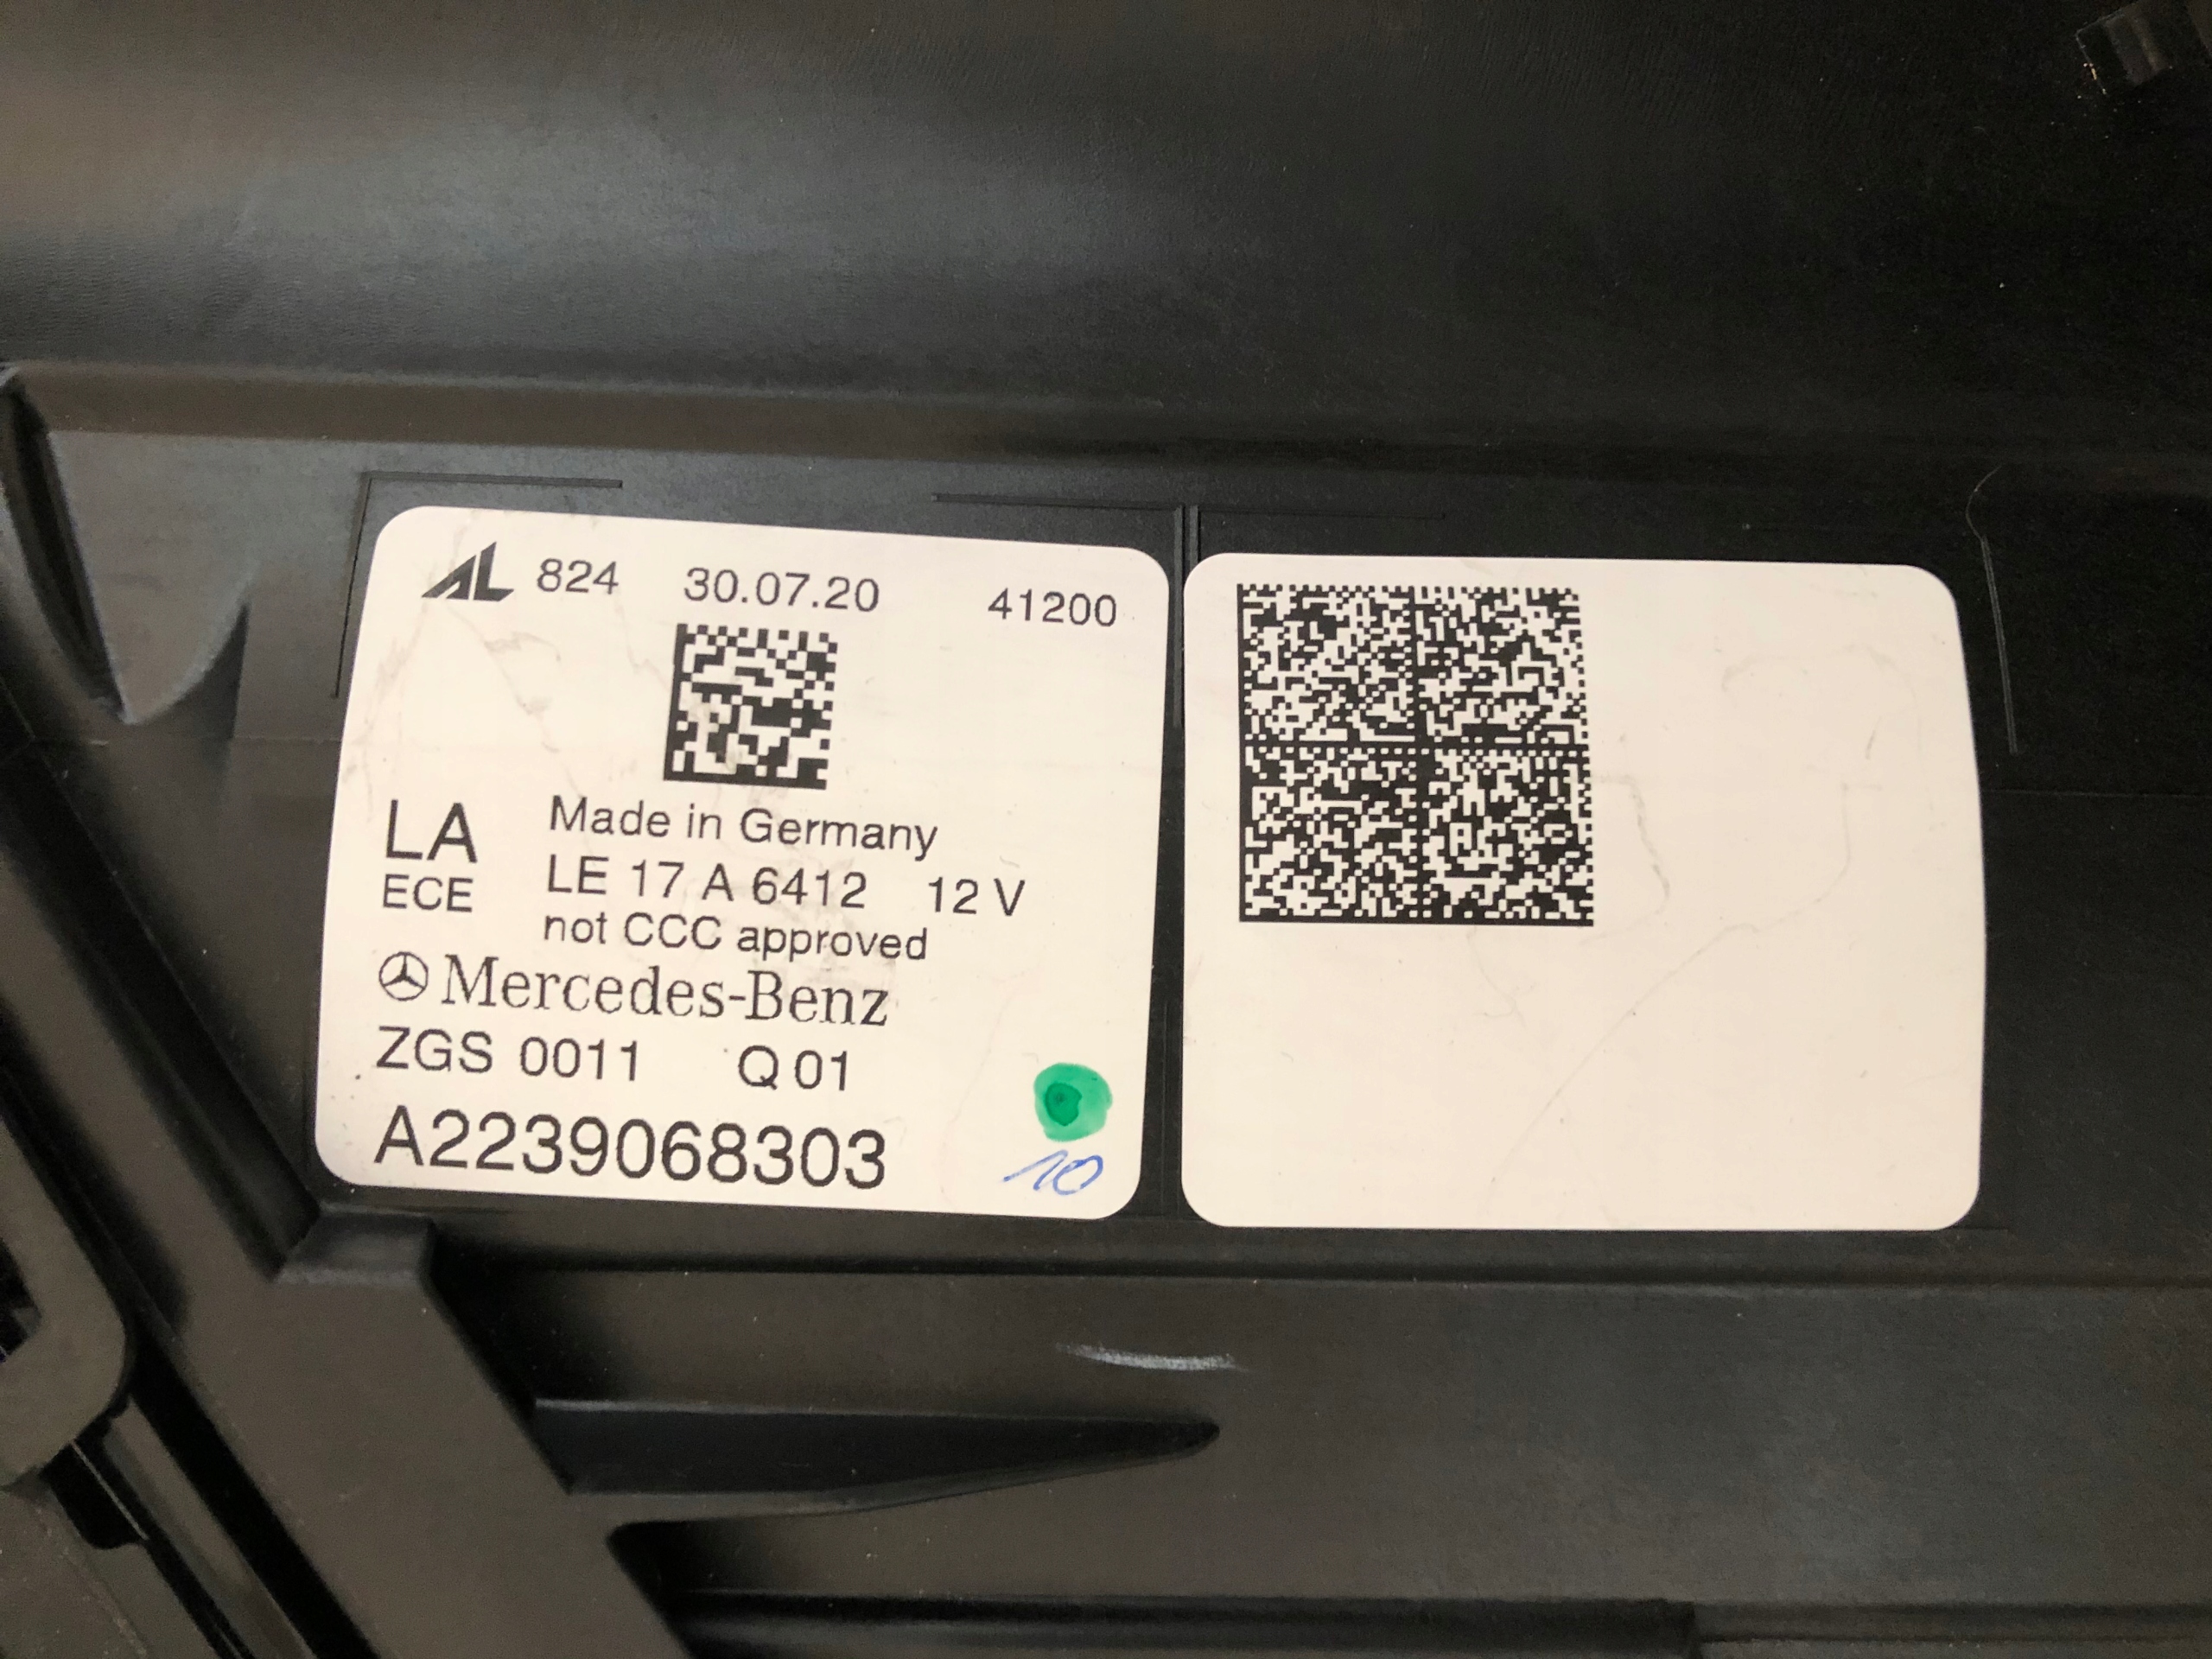 AL 824 30.07.20 41200
Made in Germany
LA LE 17 A 6412 12 V
ECE not CCC approved
Mercedes-Benz
ZGS 0011 Q 01
A2239068303
10